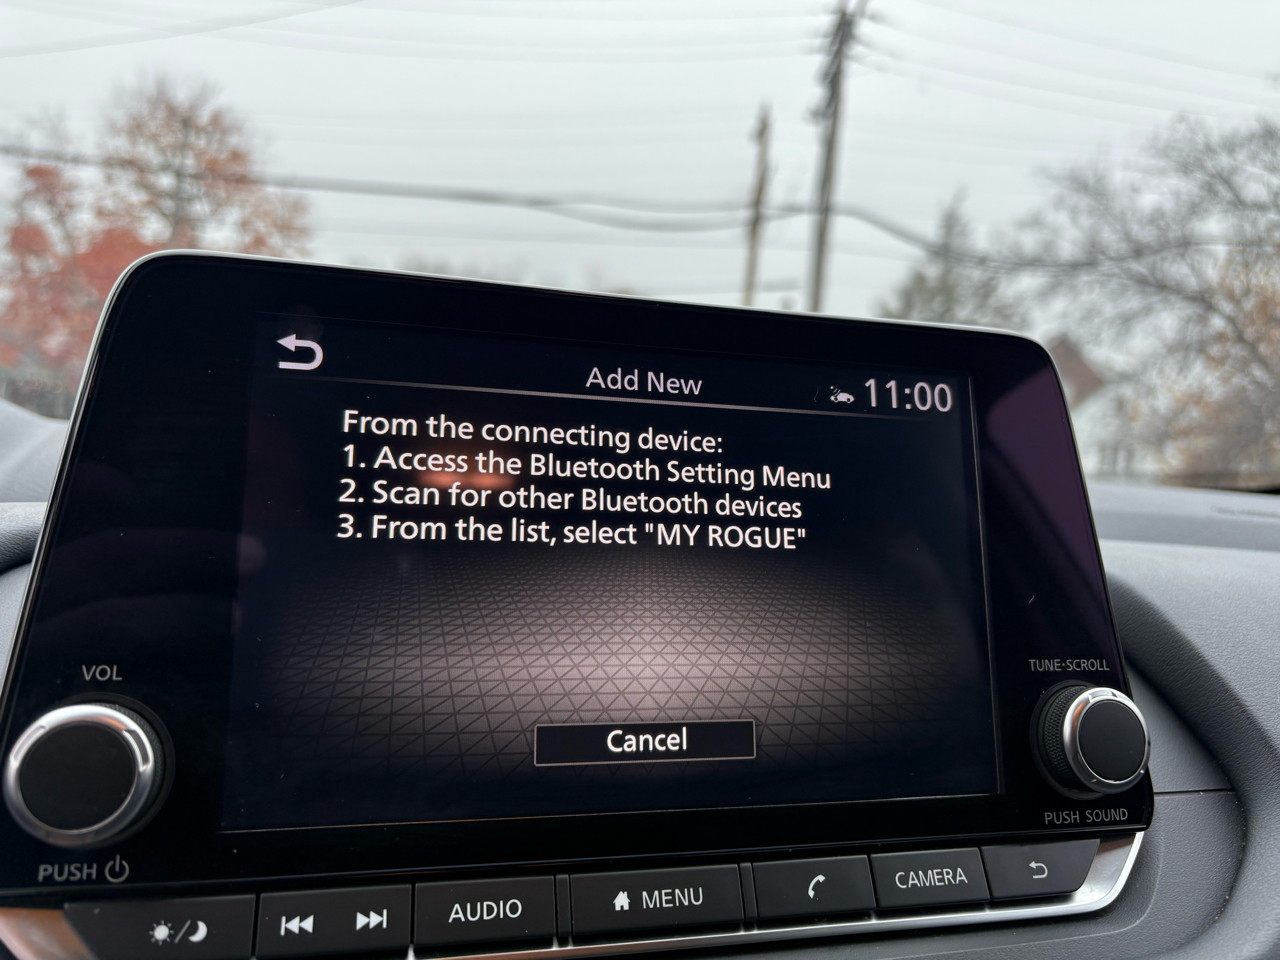 Add New
11:00
From the connecting device:
1. Access the Bluetooth Setting Menu
2. Scan for other Bluetooth devices
3. From the list, select "MY ROGUE"
Cancel
VOL
TUNE·SCROLL
PUSH
PUSH SOUND
AUDIO
MENU
CAMERA